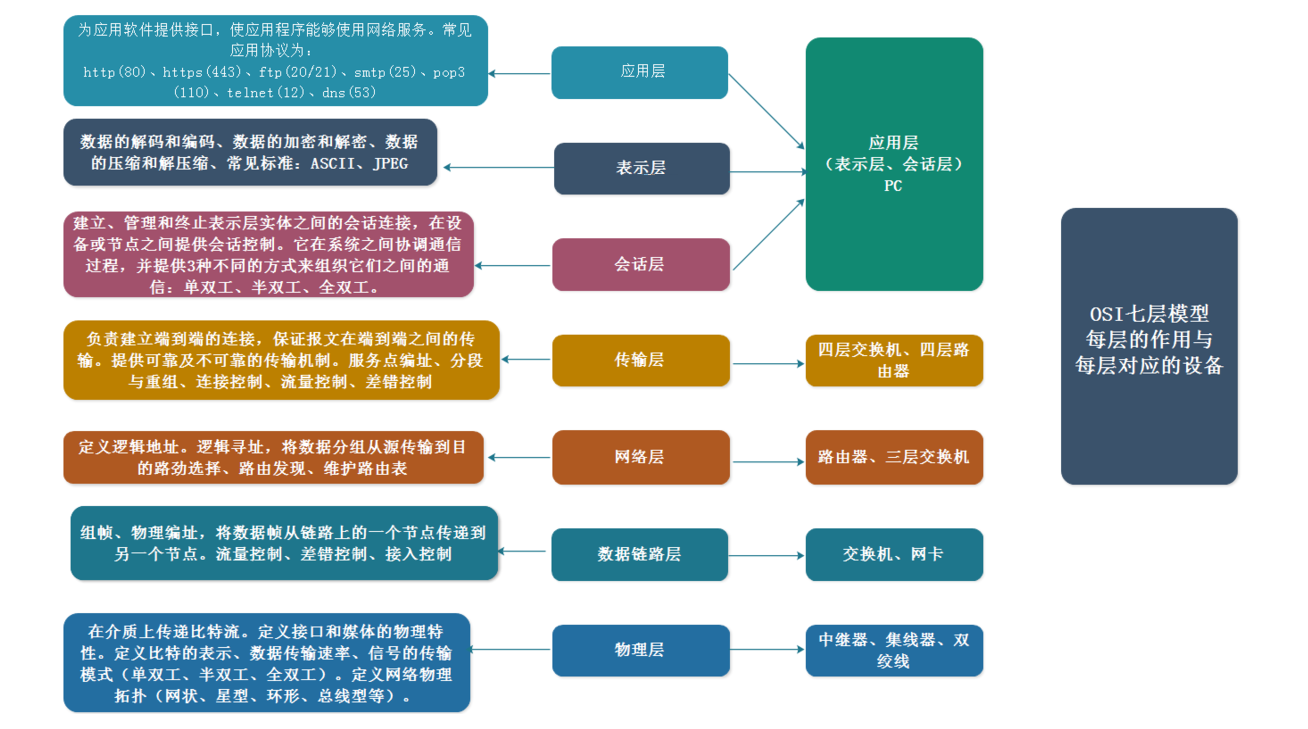 为应用软件提供接口，使应用程序能够使用网络服务。常见
应用协议为：
http(80)、https(443)、ftp(20/21)、smtp(25)、pop3
(110)、telnet(12)、dns(53)
应用层
应用层
（表示层、会话层）
PC
数据的解码和编码、数据的加密和解密、数据
的压缩和解压缩、常见标准：ASCII、JPEG
表示层
建立、管理和终止表示层实体之间的会话连接，在设
备或节点之间提供会话控制。它在系统之间协调通信
过程，并提供3种不同的方式来组织它们之间的通
信：单双工、半双工、全双工。
会话层
OSI七层模型
每层的作用与
每层对应的设备
负责建立端到端的连接，保证报文在端到端之间的传
输。提供可靠及不可靠的传输机制。服务点编址、分段
与重组、连接控制、流量控制、差错控制
传输层
四层交换机、四层路
由器
定义逻辑地址。逻辑寻址，将数据分组从源传输到目
的路劲选择、路由发现、维护路由表
网络层
路由器、三层交换机
组帧、物理编址，将数据帧从链路上的一个节点传递到
另一个节点。流量控制、差错控制、接入控制
数据链路层
交换机、网卡
在介质上传递比特流。定义接口和媒体的物理特
性。定义比特的表示、数据传输速率、信号的传输
模式（单双工、半双工、全双工）。定义网络物理
拓扑（网状、星型、环形、总线型等）。
物理层
中继器、集线器、双
绞线